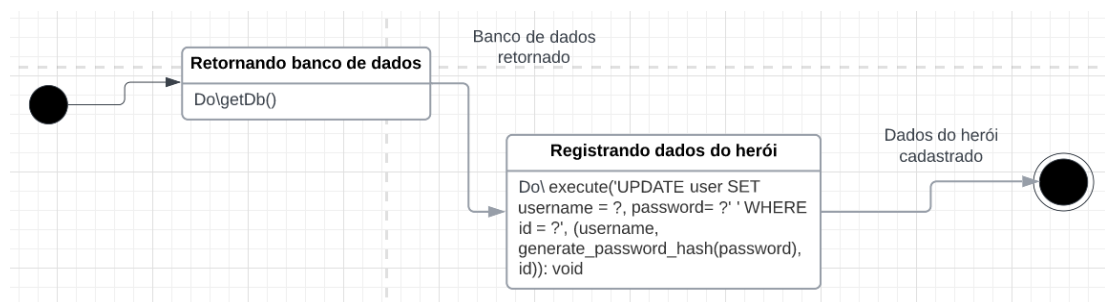 Retornando banco de dados
Do\getDb()
Banco de dados
retornado
Registrando dados do herói
Do\ execute('UPDATE user SET
username = ?, password= ?' ' WHERE
id = ?', (username,
generate_password_hash(password),
id)): void
Dados do herói
cadastrado